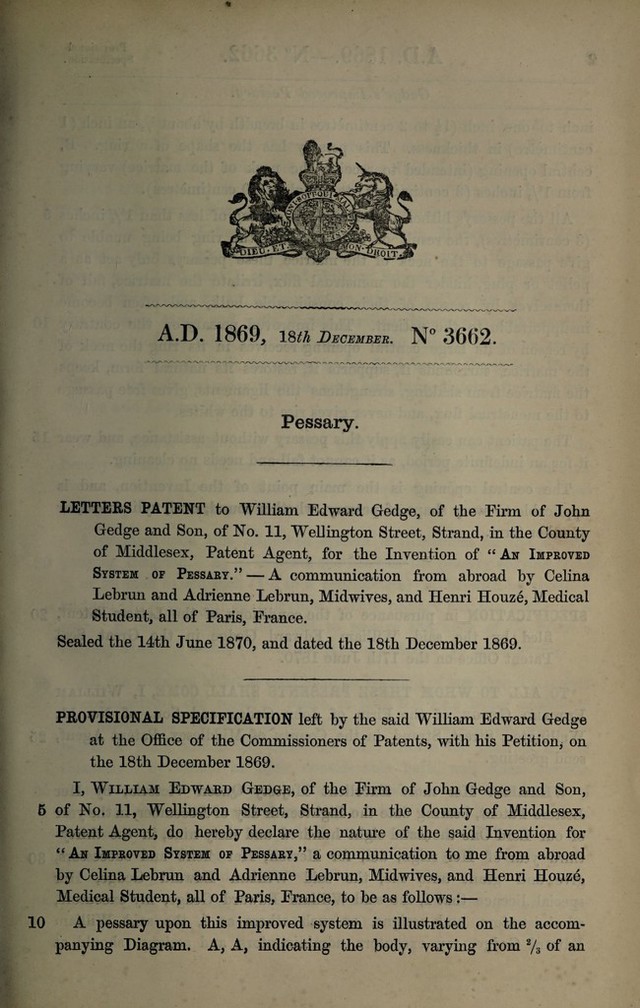 DIEU ET MON DROIT
A.D. 1869, 18th DECEMBER. No 3662.
Pessary.
LETTERS PATENT to William Edward Gedge, of the Firm of John
Gedge and Son, of No. 11, Wellington Street, Strand, in the County
of Middlesex, Patent Agent, for the Invention of “AN IMPROVED
SYSTEM OF PESSARY.”—A communication from abroad by Celina
Lebrun and Adrienne Lebrun, Midwives, and Henri Houzé, Medical
Student, all of Paris, France.
Sealed the 14th June 1870, and dated the 18th December 1869.
PROVISIONAL SPECIFICATION left by the said William Edward Gedge
at the Office of the Commissioners of Patents, with his Petition, on
the 18th December 1869.
I, WILLIAM EDWARD GEDGE, of the Firm of John Gedge and Son,
5 of No. 11, Wellington Street, Strand, in the County of Middlesex,
Patent Agent, do hereby declare the nature of the said Invention for
“AN IMPROVED SYSTEM OF PESSARY,” a communication to me from abroad
by Celina Lebrun and Adrienne Lebrun, Midwives, and Henri Houzé,
Medical Student, all of Paris, France, to be as follows:—
10 A pessary upon this improved system is illustrated on the accom-
panying Diagram. A, A, indicating the body, varying from 2/3 of an